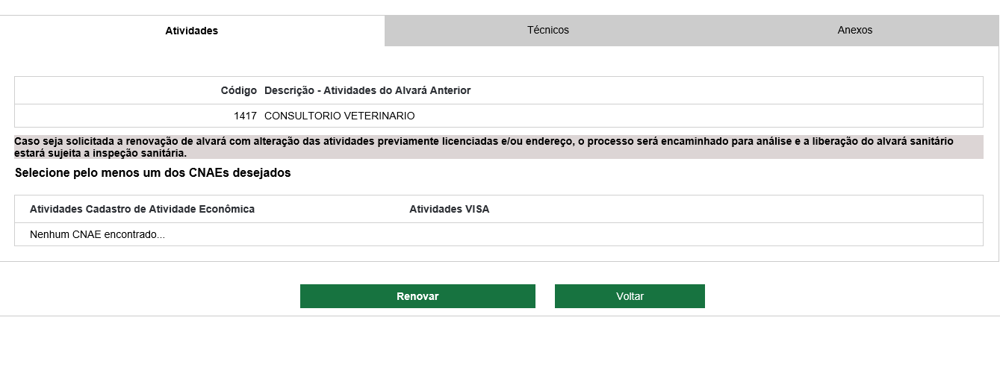 Atividades Técnicos Anexos
Código Descrição - Atividades do Alvará Anterior
1417 CONSULTORIO VETERINARIO
Caso seja solicitada a renovação de alvará com alteração das atividades previamente licenciadas e/ou endereço, o processo será encaminhado para análise e a liberação do alvará sanitário
estará sujeita a inspeção sanitária.
Selecione pelo menos um dos CNAEs desejados
Atividades Cadastro de Atividade Econômica Atividades VISA
Nenhum CNAE encontrado...
Renovar Voltar